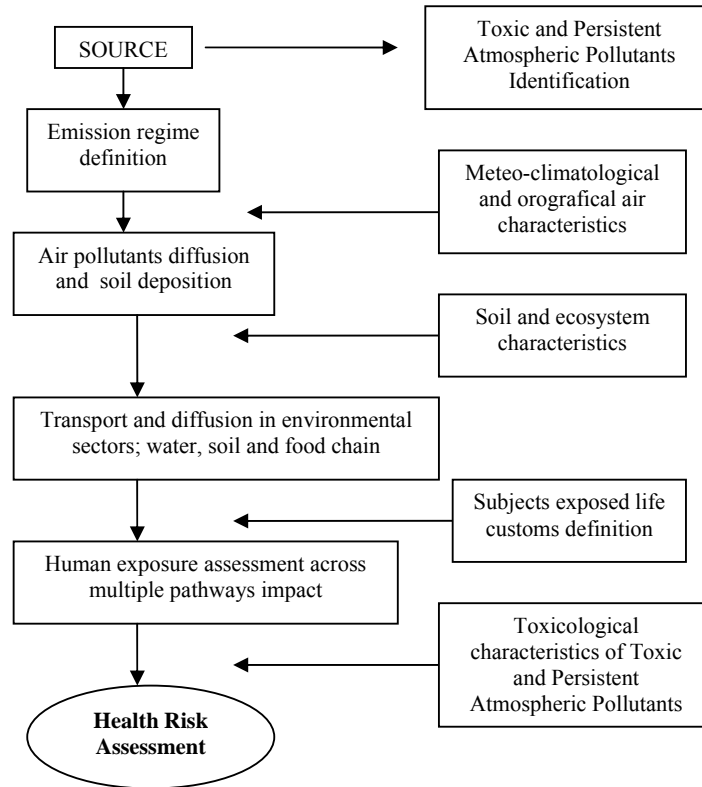 SOURCE
Toxic and Persistent
Atmospheric Pollutants
Identification
Emission regime
definition
Meteo-climatological
and orografical air
characteristics
Air pollutants diffusion
and soil deposition
Soil and ecosystem
characteristics
Transport and diffusion in environmental
sectors; water, soil and food chain
Subjects exposed life
customs definition
Human exposure assessment across
multiple pathways impact
Toxicological
characteristics of Toxic
and Persistent
Atmospheric Pollutants
Health Risk
Assessment